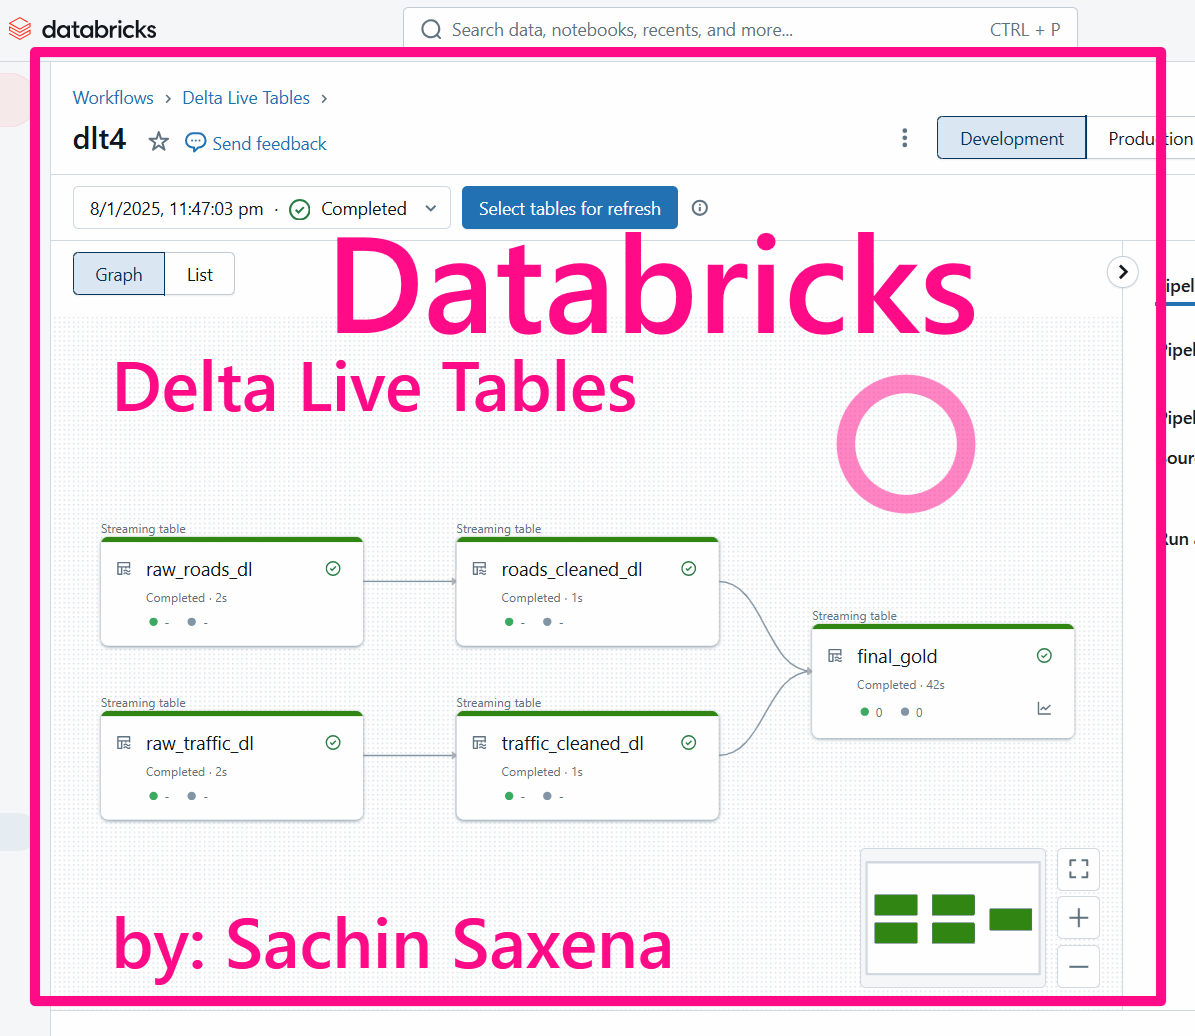 databricks
Search data, notebooks, recents, and more...
CTRL + P
Workflows › Delta Live Tables ›
dlt4
Send feedback
Development
Production
8/1/2025, 11:47:03 pm · Completed
Select tables for refresh
Graph
List
Databricks
Delta Live Tables
Streaming table
raw_roads_dl
Completed · 2s
- -
Streaming table
roads_cleaned_dl
Completed · 1s
- -
Streaming table
final_gold
Completed · 42s
0 0
Streaming table
raw_traffic_dl
Completed · 2s
- -
Streaming table
traffic_cleaned_dl
Completed · 1s
- -
by: Sachin Saxena